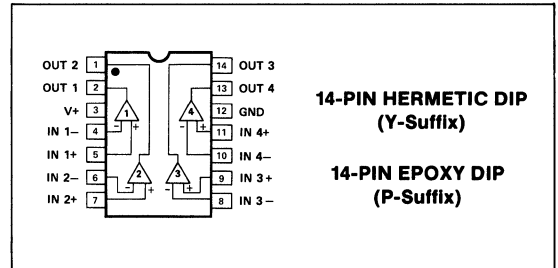 OUT 2 1 14 OUT 3
OUT 1 2 13 OUT 4
V+ 3 12 GND
IN 1− 4 11 IN 4+
IN 1+ 5 10 IN 4−
IN 2− 6 9 IN 3+
IN 2+ 7 8 IN 3−
1 − +
4 − +
2 − +
3 − +
14-PIN HERMETIC DIP
(Y-Suffix)
14-PIN EPOXY DIP
(P-Suffix)